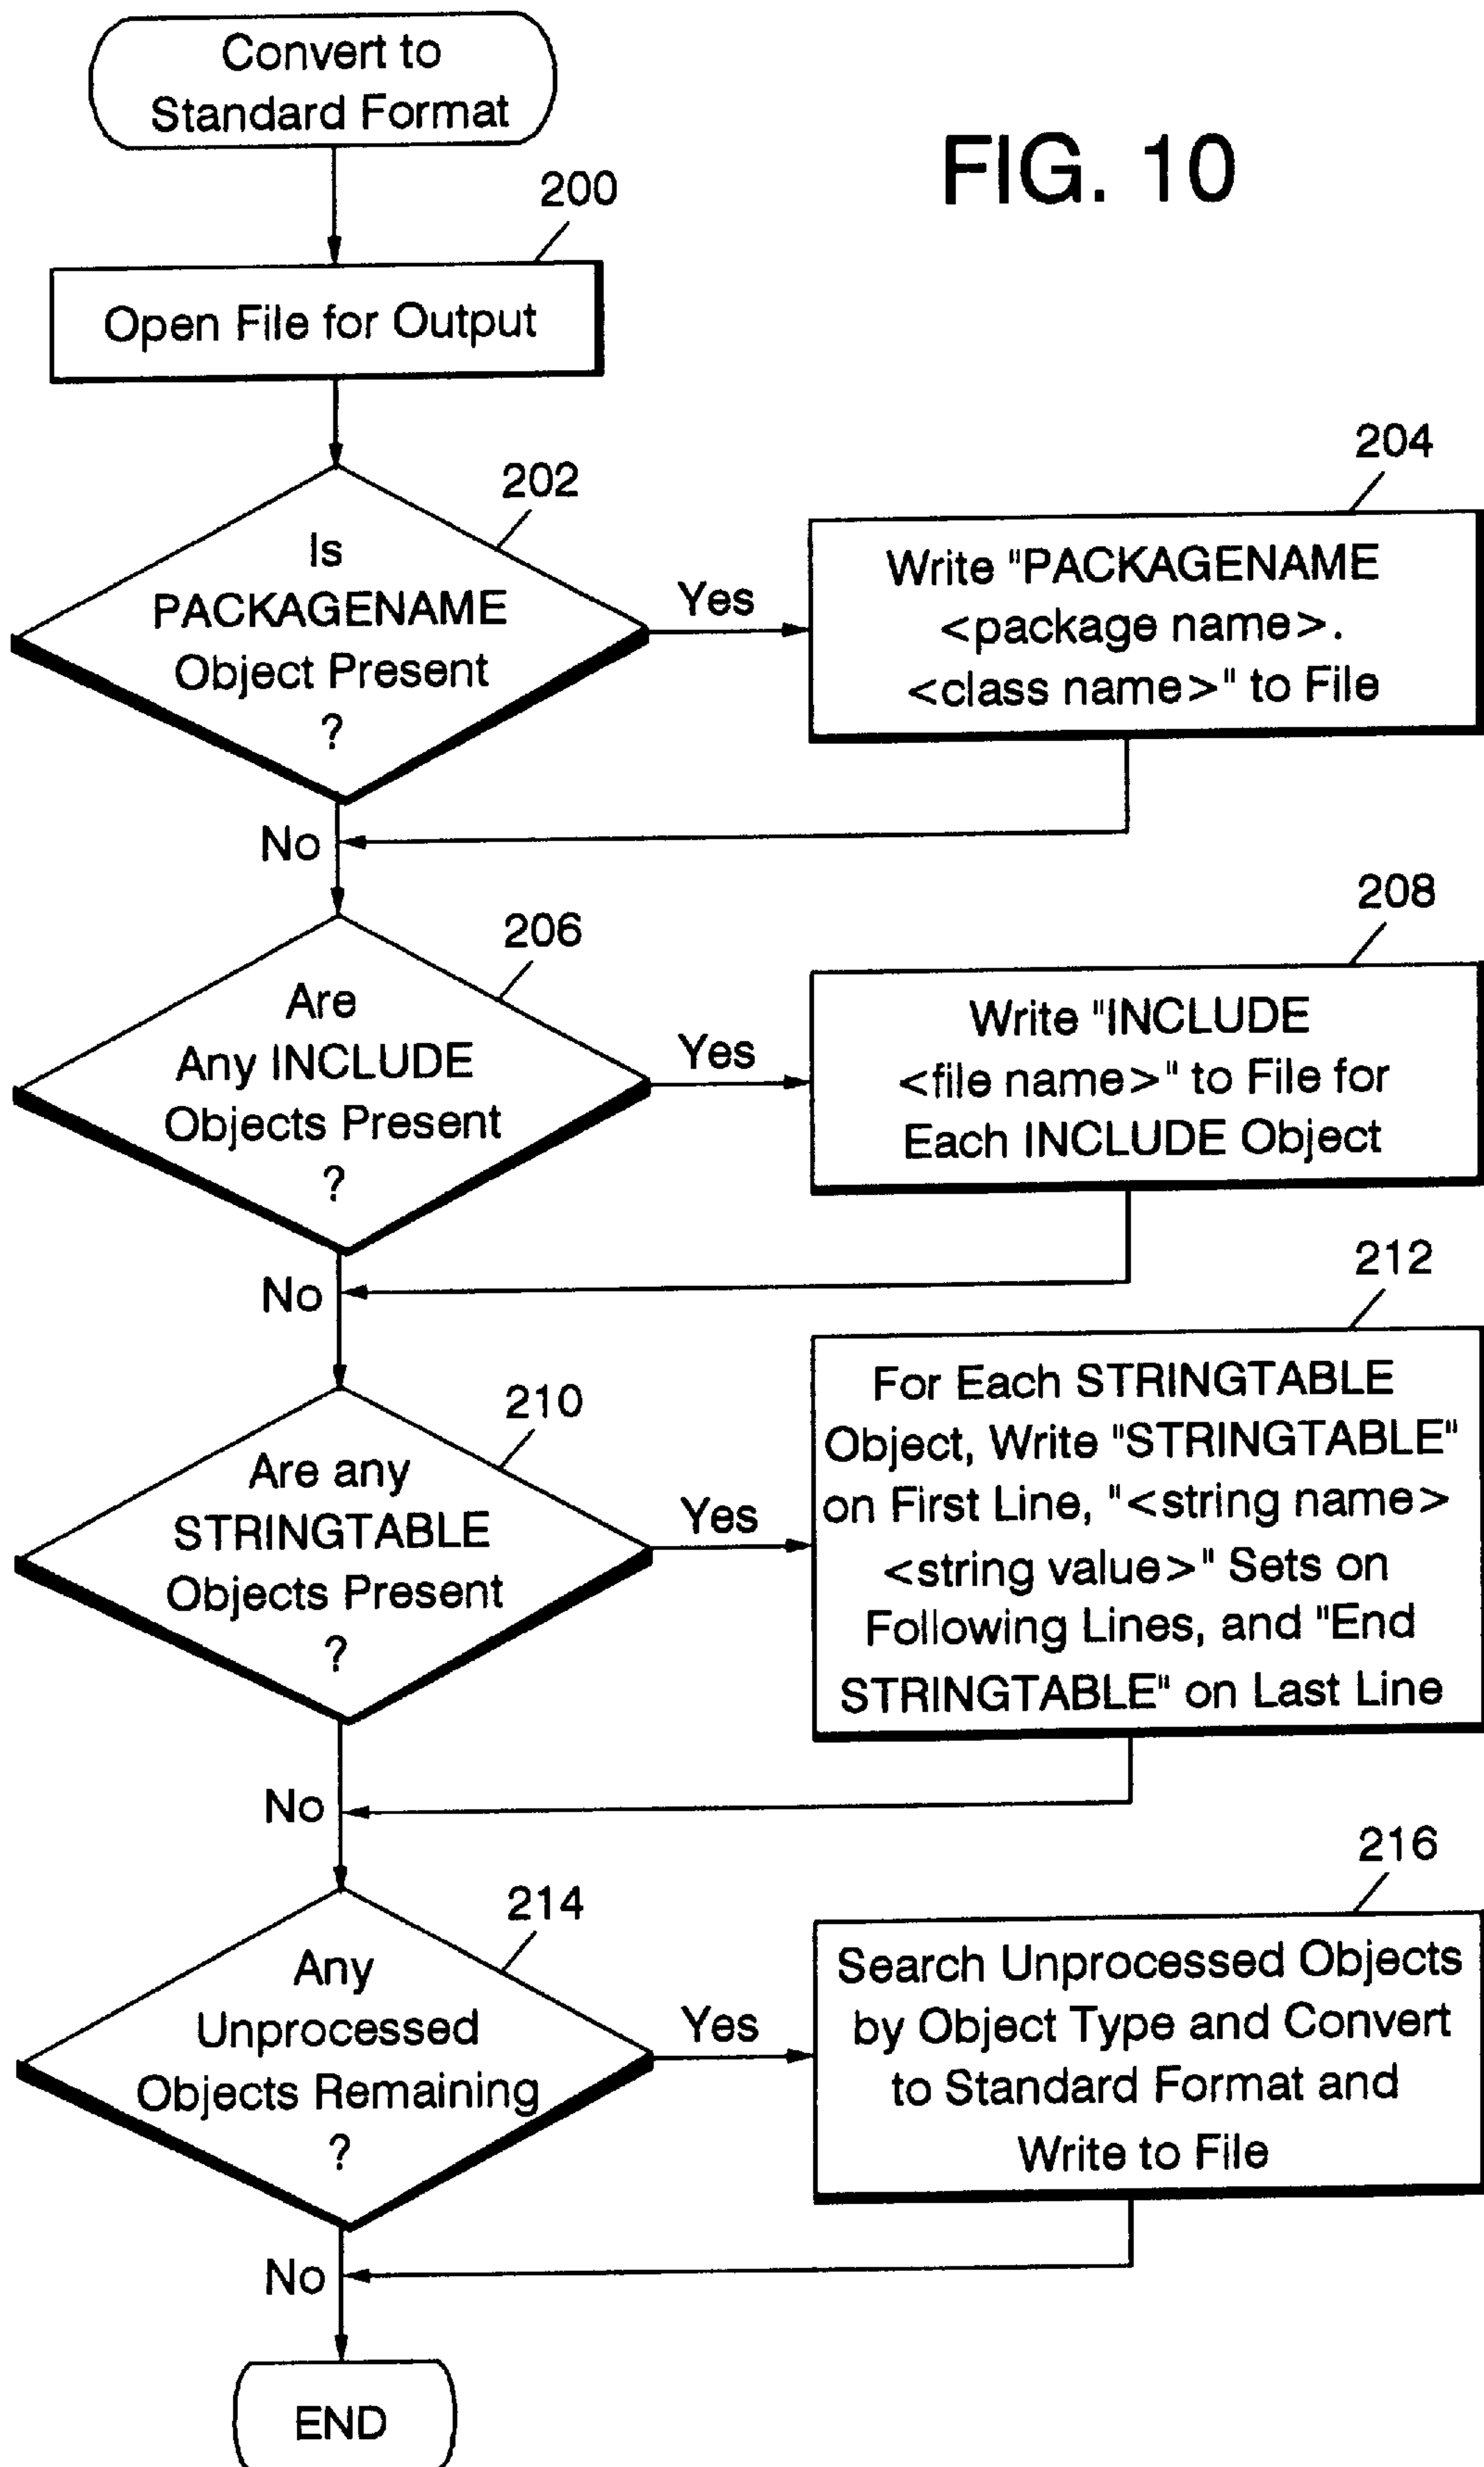 Convert to
Standard Format
FIG. 10
200
Open File for Output
202
Is
PACKAGENAME
Object Present
?
Yes
204
Write "PACKAGENAME
<package name>.
<class name>" to File
No
206
Are
Any INCLUDE
Objects Present
?
Yes
208
Write "INCLUDE
<file name>" to File for
Each INCLUDE Object
No
210
Are any
STRINGTABLE
Objects Present
?
Yes
212
For Each STRINGTABLE
Object, Write "STRINGTABLE"
on First Line, "<string name>
<string value>" Sets on
Following Lines, and "End
STRINGTABLE" on Last Line
No
214
Any
Unprocessed
Objects Remaining
?
Yes
216
Search Unprocessed Objects
by Object Type and Convert
to Standard Format and
Write to File
No
END